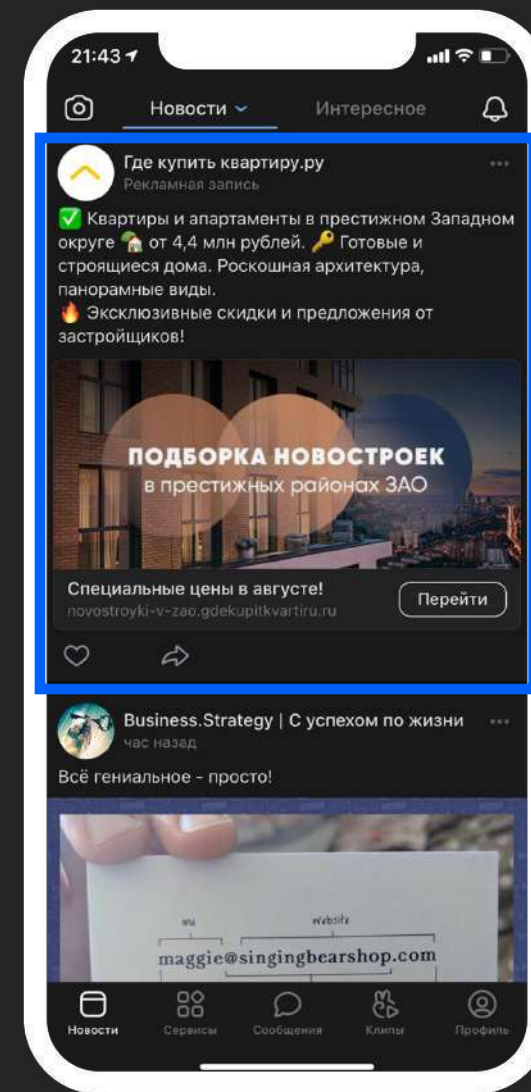 21:43
Новости
Интересное
Где купить квартиру.ру
Рекламная запись
✅ Квартиры и апартаменты в престижном Западном
округе 🏡 от 4,4 млн рублей. 🔑 Готовые и
строящиеся дома. Роскошная архитектура,
панорамные виды.
🔥 Эксклюзивные скидки и предложения от
застройщиков!
ПОДБОРКА НОВОСТРОЕК
в престижных районах ЗАО
Специальные цены в августе!
novostroyki-v-zao.gdekupitkvartiru.ru
Перейти
Business.Strategy | С успехом по жизни
час назад
Всё гениальное - просто!
website
maggie@singingbearshop.com
Новости
Сервисы
Сообщения
Клипы
Профиль